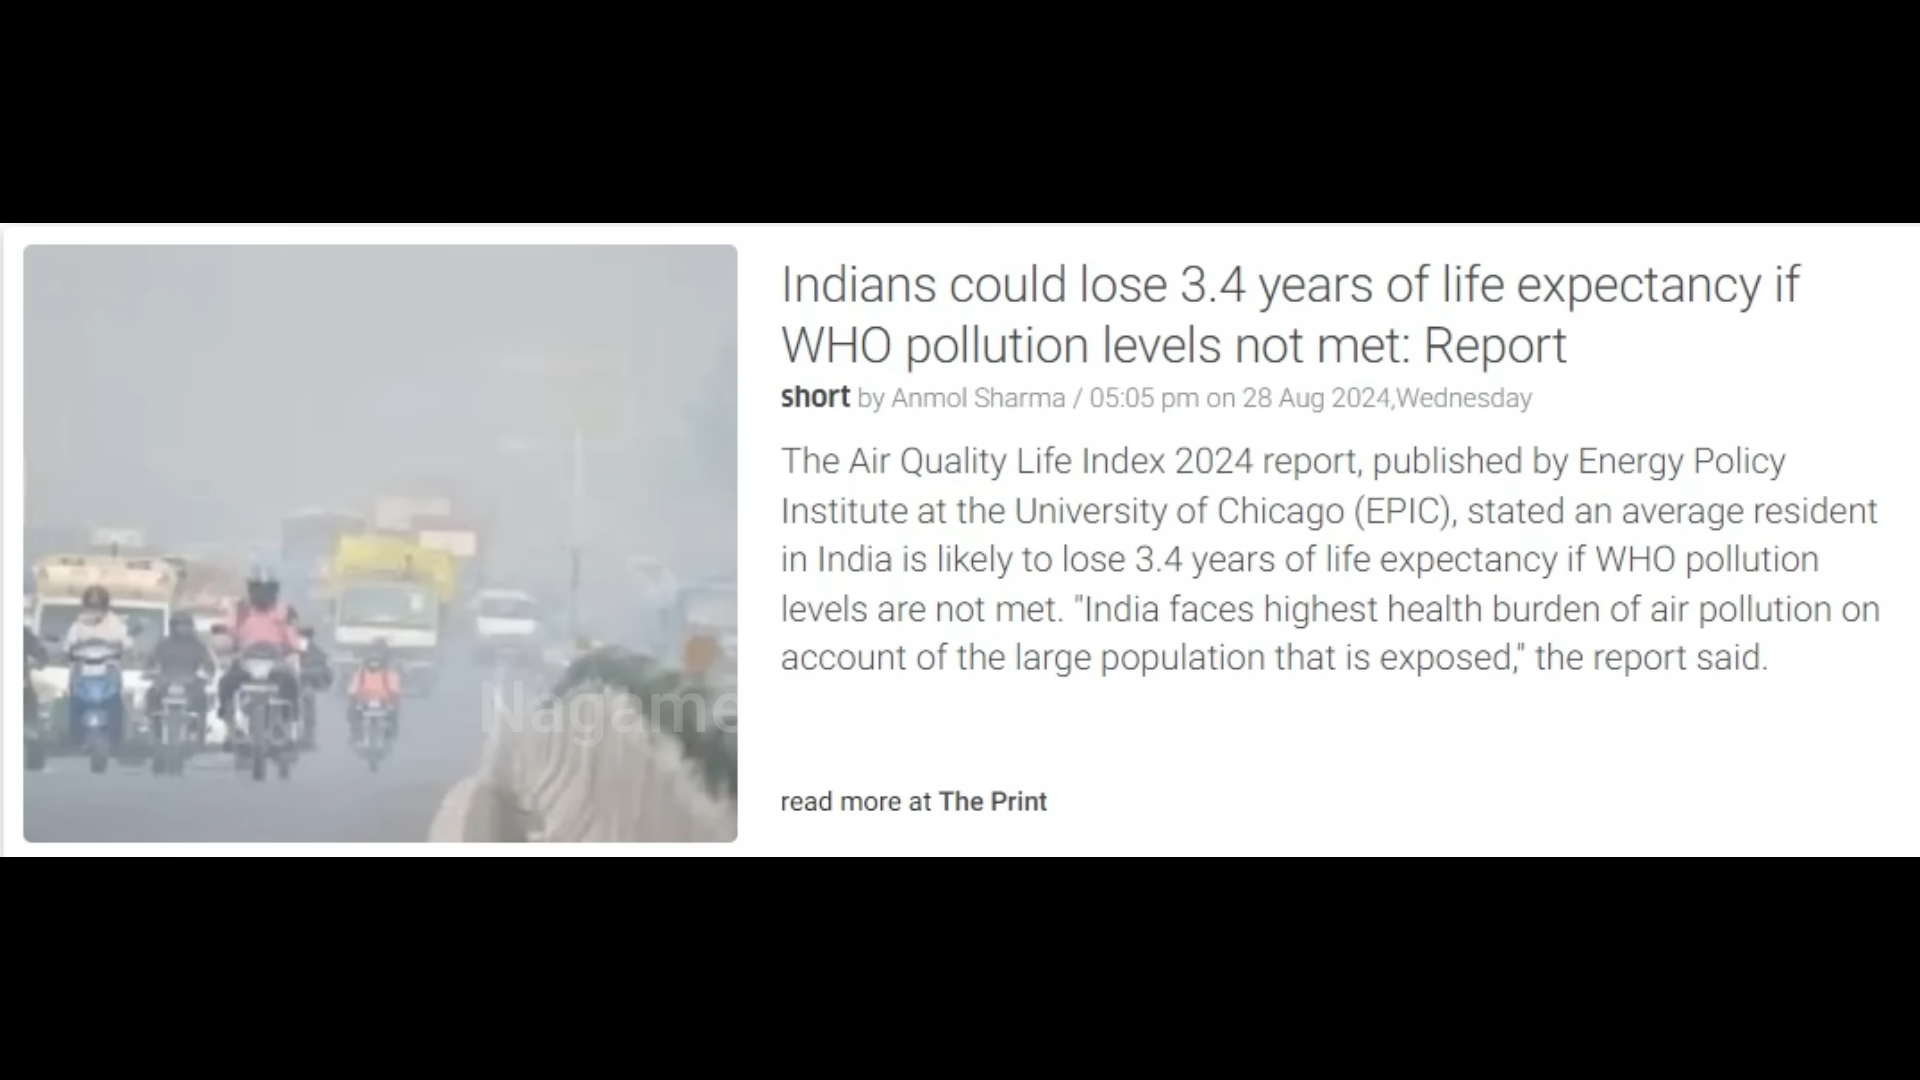 Indians could lose 3.4 years of life expectancy if
WHO pollution levels not met: Report
short by Anmol Sharma / 05:05 pm on 28 Aug 2024,Wednesday
The Air Quality Life Index 2024 report, published by Energy Policy
Institute at the University of Chicago (EPIC), stated an average resident
in India is likely to lose 3.4 years of life expectancy if WHO pollution
levels are not met. "India faces highest health burden of air pollution on
account of the large population that is exposed," the report said.
Northeast Channel
read more at The Print